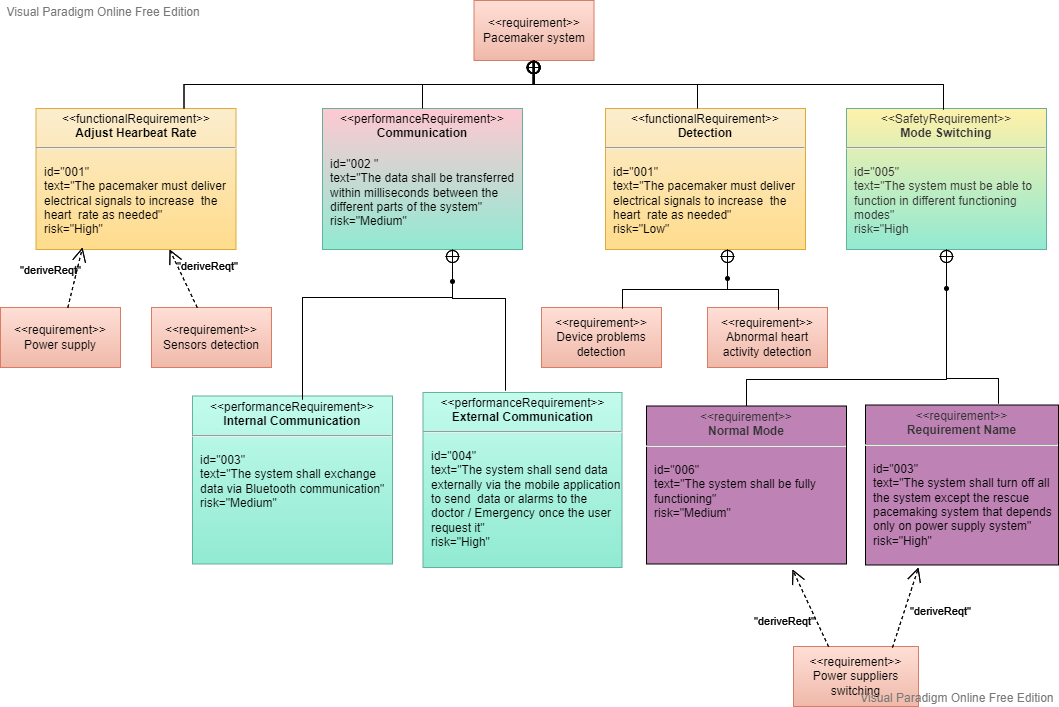 Visual Paradigm Online Free Edition
<<requirement>>
Pacemaker system
<<functionalRequirement>>
Adjust Hearbeat Rate
id="001"
text="The pacemaker must deliver
electrical signals to increase  the
heart  rate as needed"
risk="High"
<<performanceRequirement>>
Communication
id="002 "
text="The data shall be transferred
within milliseconds between the
different parts of the system"
risk="Medium"
<<functionalRequirement>>
Detection
id="001"
text="The pacemaker must deliver
electrical signals to increase  the
heart  rate as needed"
risk="Low"
<<SafetyRequirement>>
Mode Switching
id="005"
text="The system must be able to
function in different functioning
modes"
risk="High
"deriveReqt"
"deriveReqt"
<<requirement>>
Power supply
<<requirement>>
Sensors detection
<<requirement>>
Device problems
detection
<<requirement>>
Abnormal heart
activity detection
<<performanceRequirement>>
Internal Communication
id="003"
text="The system shall exchange
data via Bluetooth communication"
risk="Medium"
<<performanceRequirement>>
External Communication
id="004"
text="The system shall send data
externally via the mobile application
to send  data or alarms to the
doctor / Emergency once the user
request it"
risk="High"
<<requirement>>
Normal Mode
id="006"
text="The system shall be fully
functioning"
risk="Medium"
<<requirement>>
Requirement Name
id="003"
text="The system shall turn off all
the system except the rescue
pacemaking system that depends
only on power supply system"
risk="High"
"deriveReqt"
"deriveReqt"
<<requirement>>
Power suppliers
switching
Visual Paradigm Online Free Edition